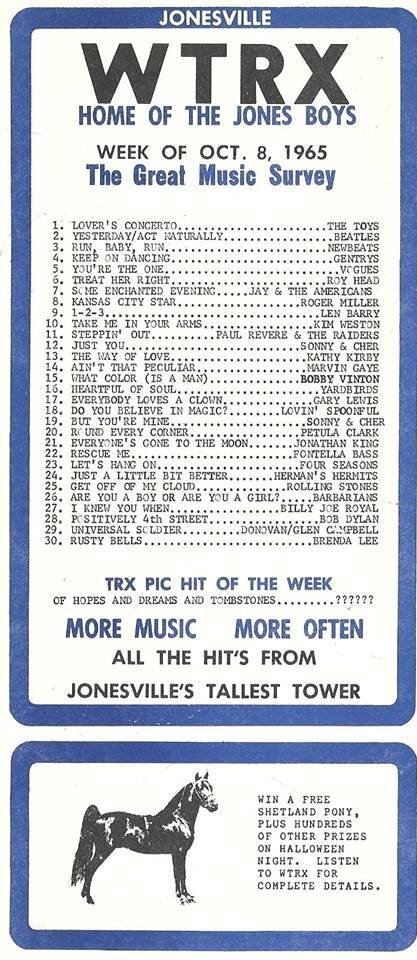 JONESVILLE
WTRX
HOME OF THE JONES BOYS
WEEK OF OCT. 8, 1965
The Great Music Survey
1. LOVER'S CONCERTO....................THE TOYS
2. YESTERDAY/ACT NATURALLY..............BEATLES
3. RUN, BABY, RUN......................NEWBEATS
4. KEEP ON DANCING......................GENTRYS
5. YOU'RE THE ONE........................VOGUES
6. TREAT HER RIGHT.....................ROY HEAD
7. SOME ENCHANTED EVENING.....JAY & THE AMERICANS
8. KANSAS CITY STAR................ROGER MILLER
9. 1-2-3..............................LEN BARRY
10. TAKE ME IN YOUR ARMS.............KIM WESTON
11. STEPPIN' OUT.........PAUL REVERE & THE RAIDERS
12. JUST YOU.......................SONNY & CHER
13. THE WAY OF LOVE.................KATHY KIRBY
14. AIN'T THAT PECULIAR.............MARVIN GAYE
15. WHAT COLOR (IS A MAN)..........BOBBY VINTON
16. HEARTFUL OF SOUL..................YARDBIRDS
17. EVERYBODY LOVES A CLOWN..........GARY LEWIS
18. DO YOU BELIEVE IN MAGIC?.......LOVIN' SPOONFUL
19. BUT YOU'RE MINE.................SONNY & CHER
20. ROUND EVERY CORNER.............PETULA CLARK
21. EVERYONE'S GONE TO THE MOON......JONATHAN KING
22. RESCUE ME.....................FONTELLA BASS
23. LET'S HANG ON...................FOUR SEASONS
24. JUST A LITTLE BIT BETTER.......HERMAN'S HERMITS
25. GET OFF OF MY CLOUD............ROLLING STONES
26. ARE YOU A BOY OR ARE YOU A GIRL?.....BARBARIANS
27. I KNEW YOU WHEN..............BILLY JOE ROYAL
28. POSITIVELY 4th STREET.............BOB DYLAN
29. UNIVERSAL SOLDIER........DONOVAN/GLEN CAMPBELL
30. RUSTY BELLS......................BRENDA LEE
TRX PIC HIT OF THE WEEK
OF HOPES AND DREAMS AND TOMBSTONES.........??????
MORE MUSIC MORE OFTEN
ALL THE HIT'S FROM
JONESVILLE'S TALLEST TOWER
WIN A FREE
SHETLAND PONY,
PLUS HUNDREDS
OF OTHER PRIZES
ON HALLOWEEN
NIGHT. LISTEN
TO WTRX FOR
COMPLETE DETAILS.